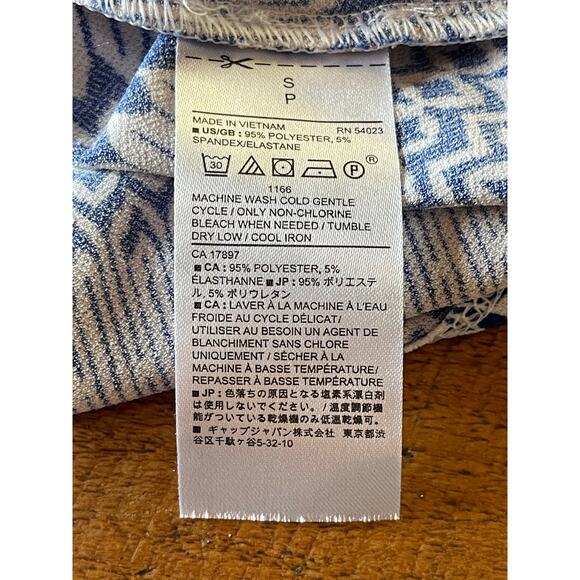 S
P
MADE IN VIETNAM RN 54023
■ US/GB : 95% POLYESTER, 5%
SPANDEX/ELASTANE
30 P ®
1166
MACHINE WASH COLD GENTLE
CYCLE / ONLY NON-CHLORINE
BLEACH WHEN NEEDED / TUMBLE
DRY LOW / COOL IRON
CA 17897
■ CA : 95% POLYESTER, 5%
ÉLASTHANNE ■ JP : 95% ポリエステ
ル, 5% ポリウレタン
■ CA : LAVER À LA MACHINE À L'EAU
FROIDE AU CYCLE DÉLICAT/
UTILISER AU BESOIN UN AGENT DE
BLANCHIMENT SANS CHLORE
UNIQUEMENT / SÉCHER À LA
MACHINE À BASSE TEMPÉRATURE/
REPASSER À BASSE TEMPÉRATURE
■ JP : 色落ちの原因となる塩素系漂白剤
は使用しないでください。/ 温度調節機
能がついている乾燥機のみ低温乾燥可。
■ ギャップジャパン株式会社 東京都渋
谷区千駄ヶ谷5-32-10